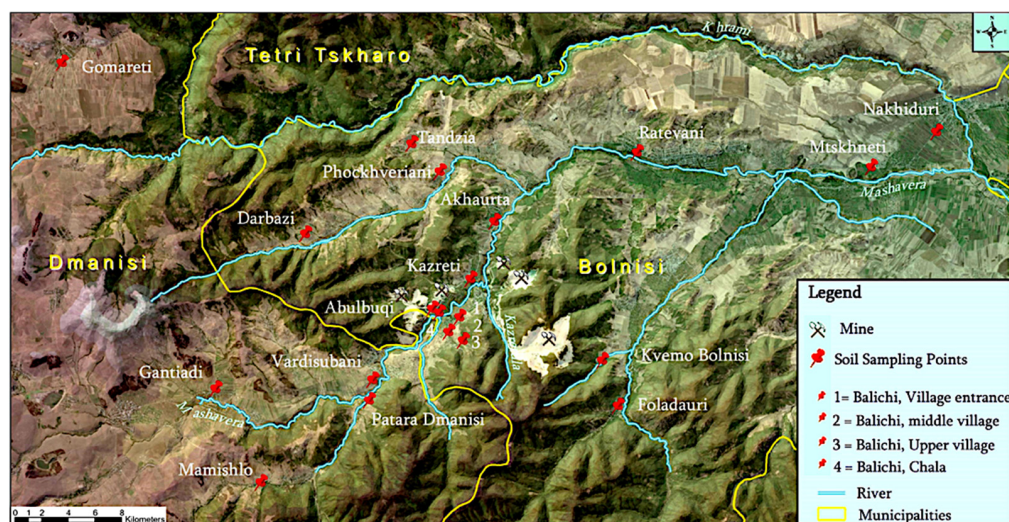 N
W E
S
Khrami
Tetri Tskharo
Gomareti
Nakhiduri
Tandzia
Ratevani
Mtskhneti
Phockhveriani
Mashavera
Akhaurta
Darbazi
Dmanisi
Kazreti
Bolnisi
Abulbuqi
1
4
2
3
Vardisubani
Kvemo Bolnisi
Gantiadi
Mashavera
Patara Dmanisi
Foladauri
Mamishlo
0 1 2 4 6 8
Kilometers
Legend
Mine
Soil Sampling Points
1= Balichi, Village entrance
2 = Balichi, middle village
3 = Balichi, Upper village
4 = Balichi, Chala
River
Municipalities